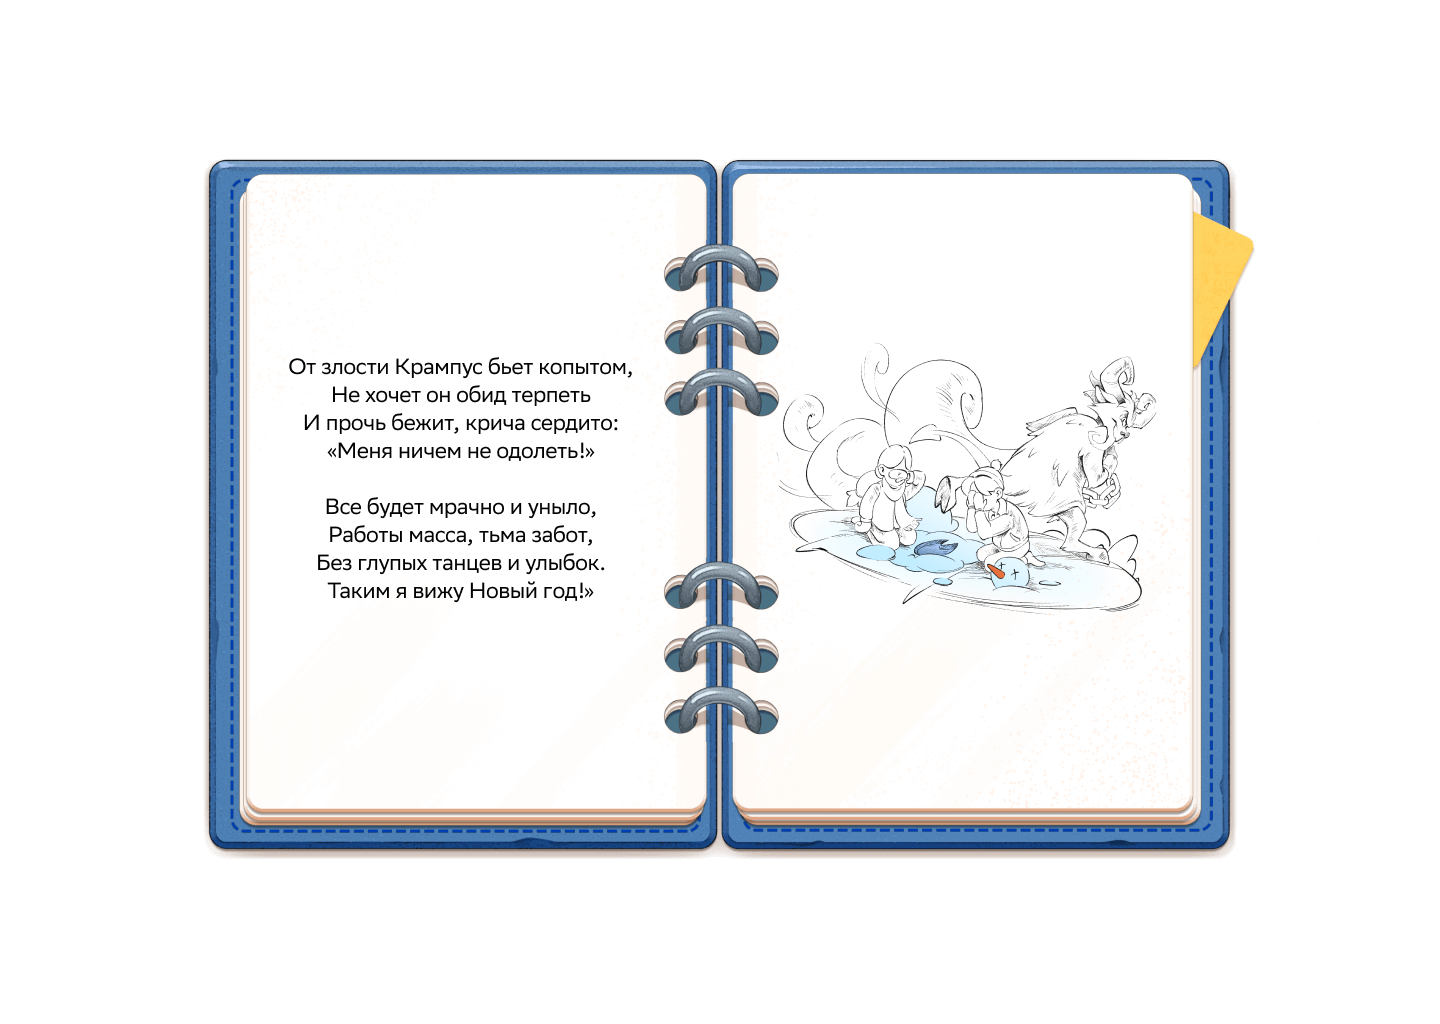 От злости Крампус бьет копытом,
Не хочет он обид терпеть
И прочь бежит, крича сердито:
«Меня ничем не одолеть!»
Все будет мрачно и уныло,
Работы масса, тьма забот,
Без глупых танцев и улыбок.
Таким я вижу Новый год!»